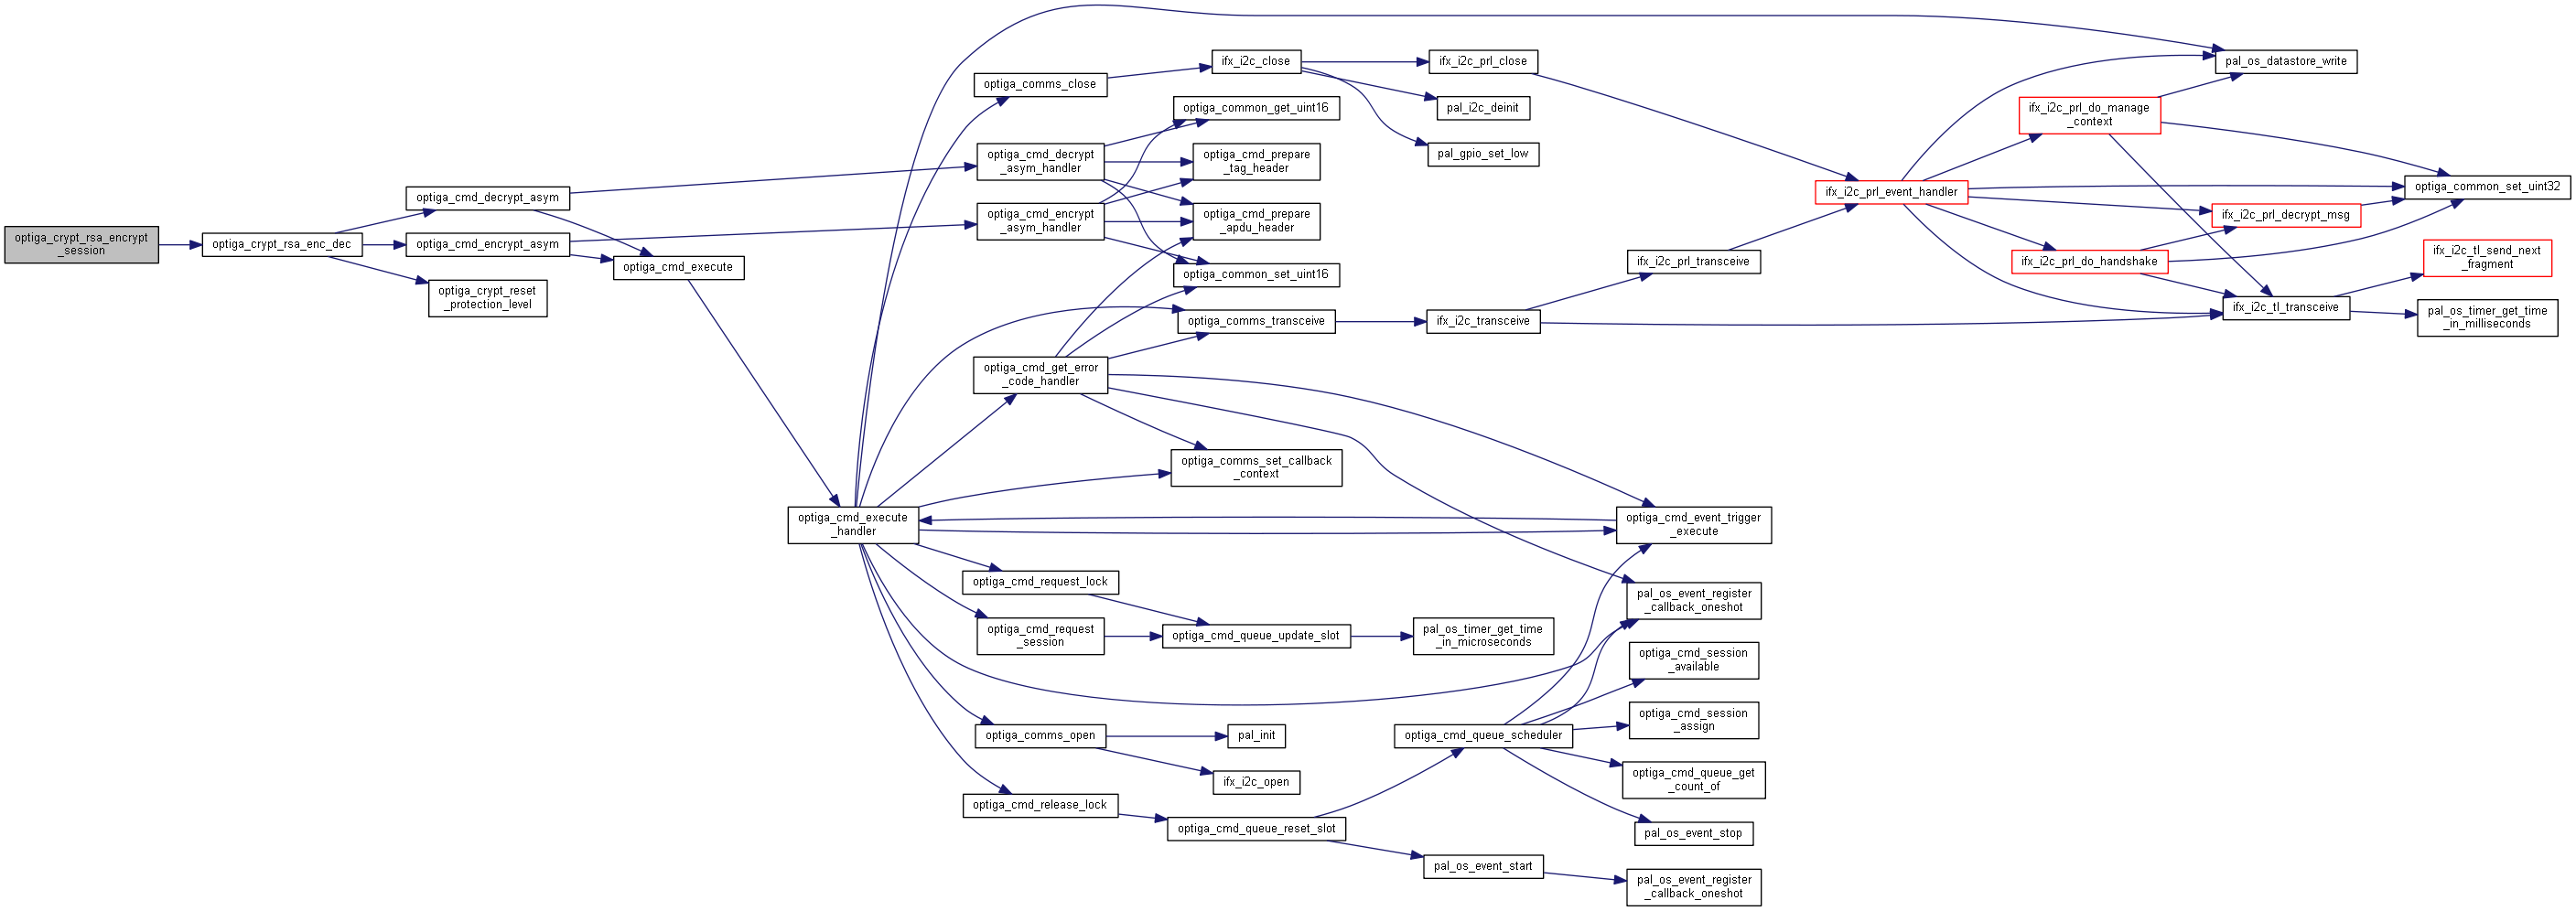 optiga_crypt_rsa_encrypt
_session
optiga_crypt_rsa_enc_dec
optiga_cmd_decrypt_asym
optiga_cmd_encrypt_asym
optiga_crypt_reset
_protection_level
optiga_cmd_execute
optiga_cmd_execute
_handler
optiga_comms_close
optiga_cmd_decrypt
_asym_handler
optiga_cmd_encrypt
_asym_handler
optiga_cmd_get_error
_code_handler
optiga_cmd_request_lock
optiga_cmd_request
_session
optiga_comms_open
optiga_cmd_release_lock
ifx_i2c_close
optiga_common_get_uint16
optiga_cmd_prepare
_tag_header
optiga_cmd_prepare
_apdu_header
optiga_common_set_uint16
optiga_comms_transceive
optiga_comms_set_callback
_context
optiga_cmd_queue_update_slot
pal_init
ifx_i2c_open
optiga_cmd_queue_reset_slot
ifx_i2c_prl_close
pal_i2c_deinit
pal_gpio_set_low
ifx_i2c_transceive
pal_os_timer_get_time
_in_microseconds
optiga_cmd_queue_scheduler
pal_os_event_start
ifx_i2c_prl_transceive
optiga_cmd_event_trigger
_execute
pal_os_event_register
_callback_oneshot
optiga_cmd_session
_available
optiga_cmd_session
_assign
optiga_cmd_queue_get
_count_of
pal_os_event_stop
pal_os_event_register
_callback_oneshot
ifx_i2c_prl_event_handler
ifx_i2c_prl_do_manage
_context
ifx_i2c_prl_do_handshake
pal_os_datastore_write
ifx_i2c_prl_decrypt_msg
ifx_i2c_tl_transceive
optiga_common_set_uint32
ifx_i2c_tl_send_next
_fragment
pal_os_timer_get_time
_in_milliseconds